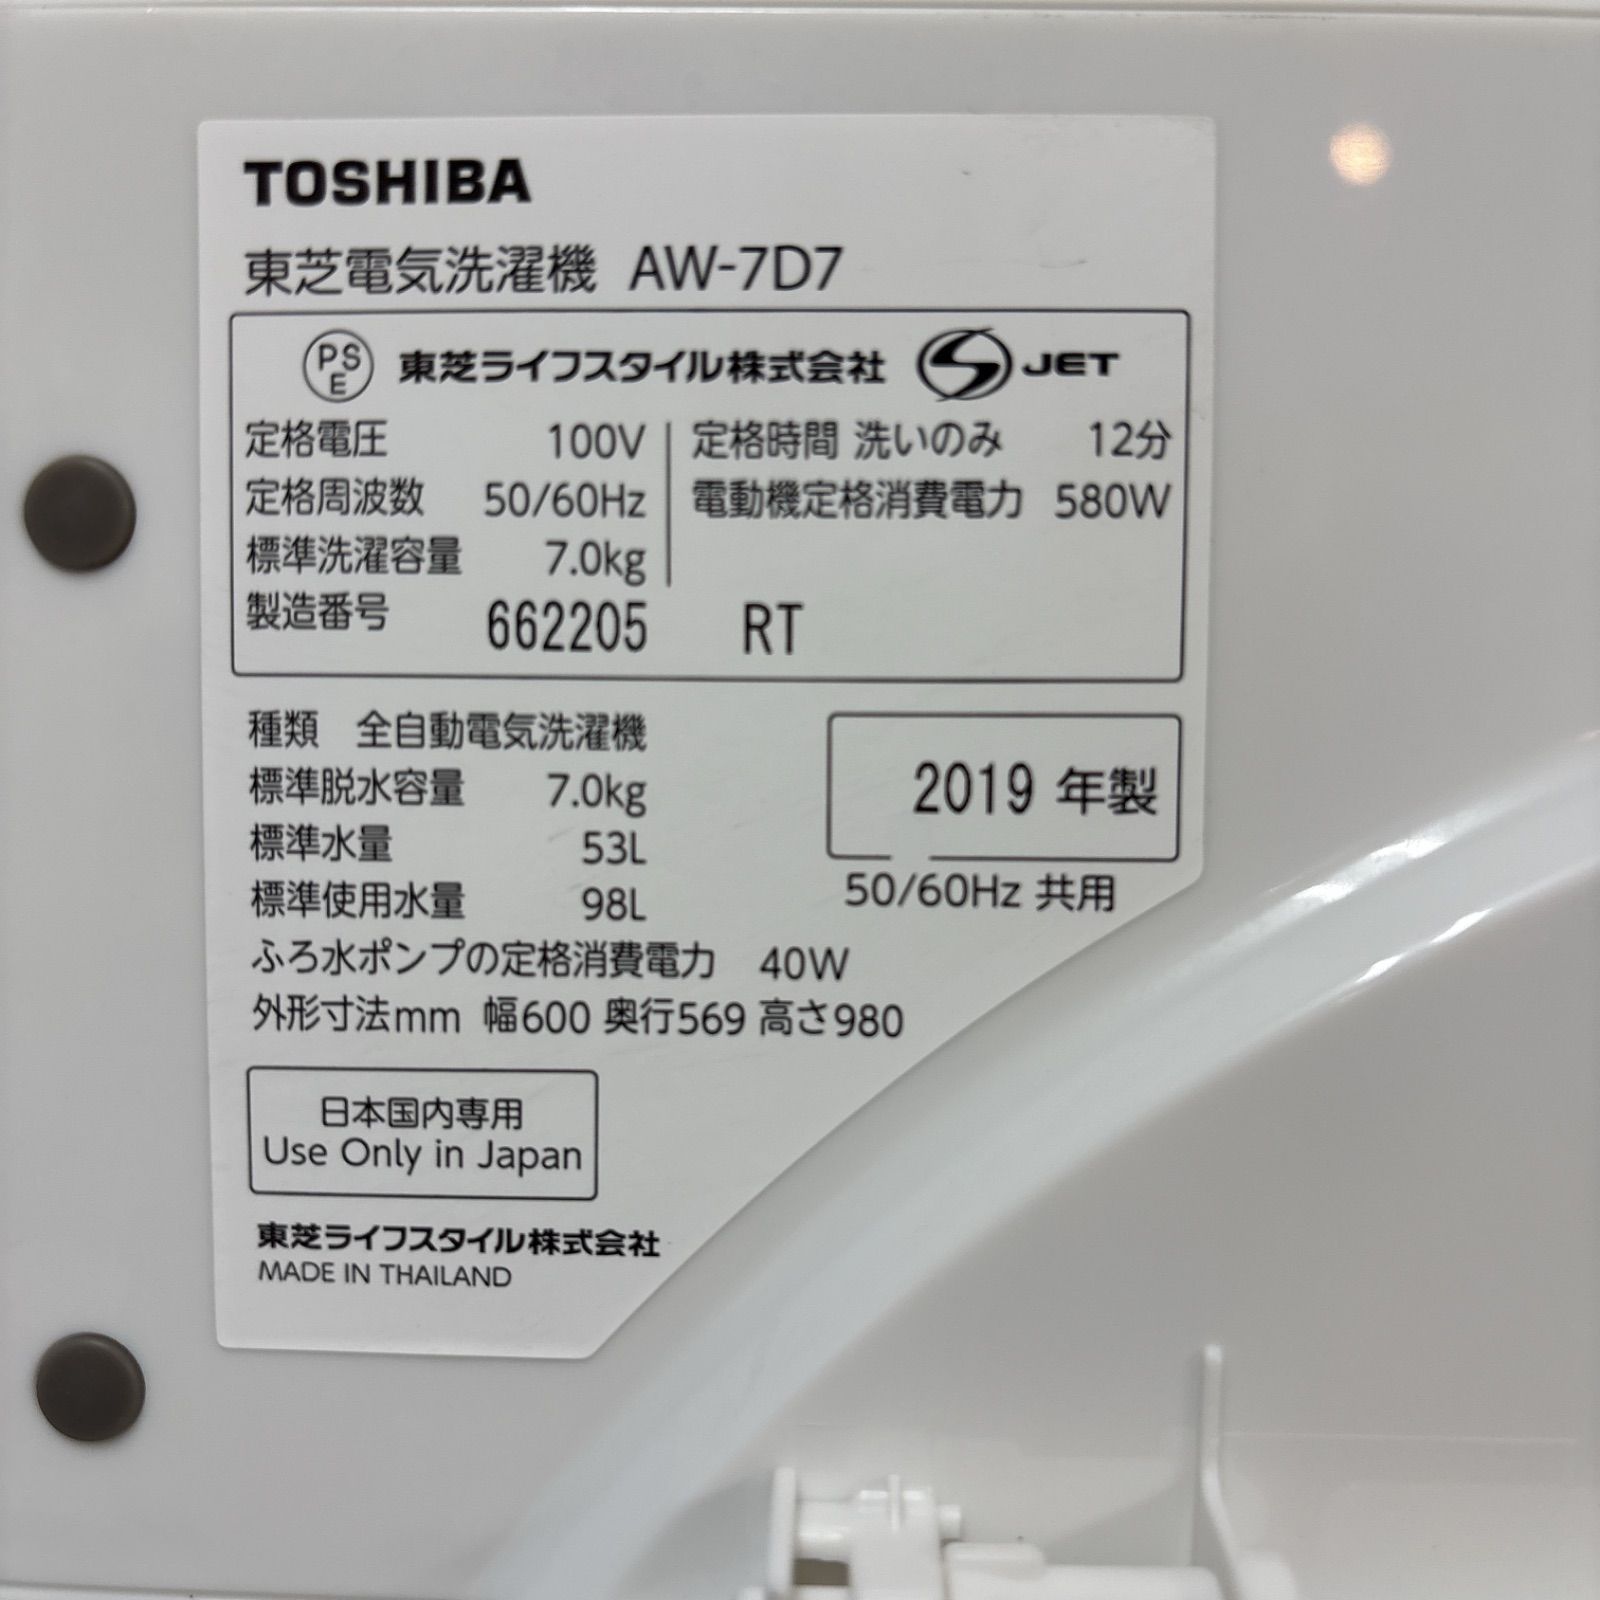 TOSHIBA
東芝電気洗濯機 AW-7D7
PSE 東芝ライフスタイル株式会社 S JET
定格電圧 100V 定格時間 洗いのみ 12分
定格周波数 50/60Hz 電動機定格消費電力 580W
標準洗濯容量 7.0kg
製造番号 662205 RT
種類 全自動電気洗濯機
標準脱水容量 7.0kg
2019 年製
標準水量 53L
標準使用水量 98L
50/60Hz 共用
ふろ水ポンプの定格消費電力 40W
外形寸法mm 幅600 奥行569 高さ980
日本国内専用
Use Only in Japan
東芝ライフスタイル株式会社
MADE IN THAILAND